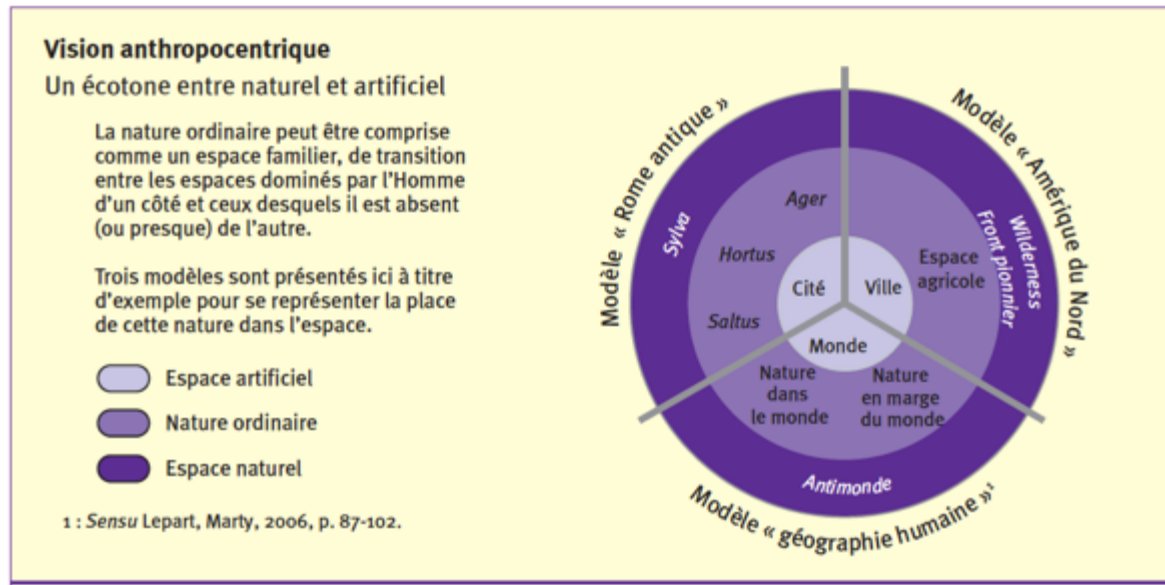 Vision anthropocentrique
Un écotone entre naturel et artificiel
La nature ordinaire peut être comprise
comme un espace familier, de transition
entre les espaces dominés par l'Homme
d'un côté et ceux desquels il est absent
(ou presque) de l'autre.
Trois modèles sont présentés ici à titre
d'exemple pour se représenter la place
de cette nature dans l'espace.
Espace artificiel
Nature ordinaire
Espace naturel
1 : Sensu Lepart, Marty, 2006, p. 87-102.
Modèle « Rome antique »
Sylva
Ager
Hortus
Saltus
Cité
Modèle « Amérique du Nord »
Wilderness
Front pionnier
Espace
agricole
Ville
Monde
Nature
dans
le monde
Nature
en marge
du monde
Antimonde
Modèle « géographie humaine »¹